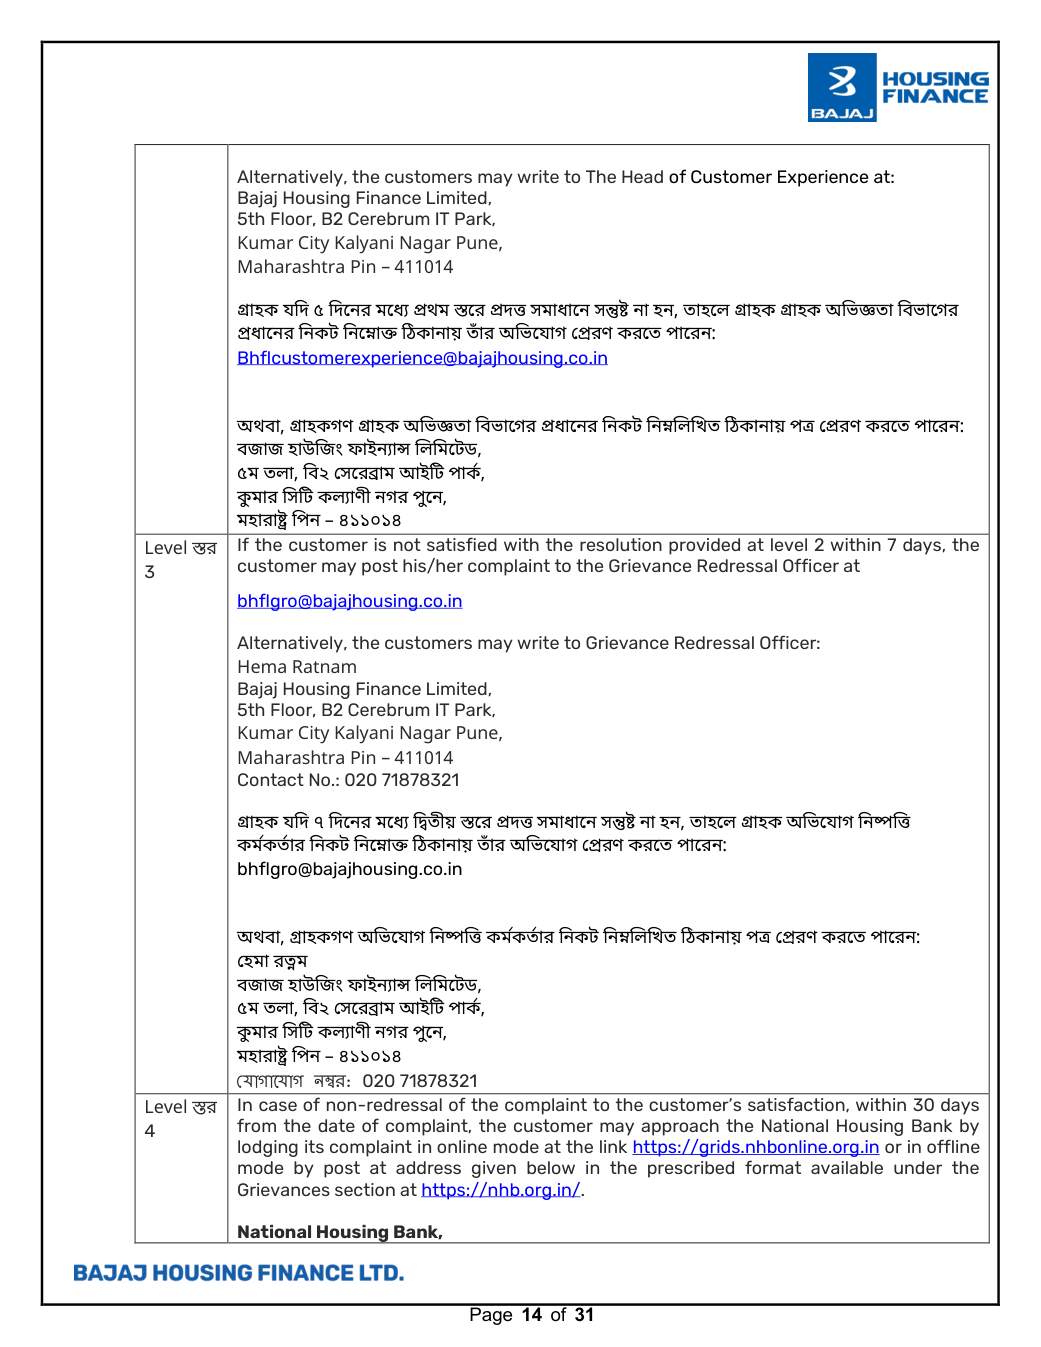 HOUSING
FINANCE
BAJAJ
Alternatively, the customers may write to The Head of Customer Experience at:
Bajaj Housing Finance Limited,
5th Floor, B2 Cerebrum IT Park,
Kumar City Kalyani Nagar Pune,
Maharashtra Pin – 411014
গ্রাহক যদি ৫ দিনের মধ্যে প্রথম স্তরে প্রদত্ত সমাধানে সন্তুষ্ট না হন, তাহলে গ্রাহক গ্রাহক অভিজ্ঞতা বিভাগের
প্রধানের নিকট নিম্নোক্ত ঠিকানায় তাঁর অভিযোগ প্রেরণ করতে পারেন:
Bhflcustomerexperience@bajajhousing.co.in
অথবা, গ্রাহকগণ গ্রাহক অভিজ্ঞতা বিভাগের প্রধানের নিকট নিম্নলিখিত ঠিকানায় পত্র প্রেরণ করতে পারেন:
বজাজ হাউজিং ফাইন্যান্স লিমিটেড,
৫ম তলা, বি২ সেরেব্রাম আইটি পার্ক,
কুমার সিটি কল্যাণী নগর পুনে,
মহারাষ্ট্র পিন – ৪১১০১৪
Level স্তর
3
If the customer is not satisfied with the resolution provided at level 2 within 7 days, the
customer may post his/her complaint to the Grievance Redressal Officer at
bhflgro@bajajhousing.co.in
Alternatively, the customers may write to Grievance Redressal Officer:
Hema Ratnam
Bajaj Housing Finance Limited,
5th Floor, B2 Cerebrum IT Park,
Kumar City Kalyani Nagar Pune,
Maharashtra Pin – 411014
Contact No.: 020 71878321
গ্রাহক যদি ৭ দিনের মধ্যে দ্বিতীয় স্তরে প্রদত্ত সমাধানে সন্তুষ্ট না হন, তাহলে গ্রাহক অভিযোগ নিষ্পত্তি
কর্মকর্তার নিকট নিম্নোক্ত ঠিকানায় তাঁর অভিযোগ প্রেরণ করতে পারেন:
bhflgro@bajajhousing.co.in
অথবা, গ্রাহকগণ অভিযোগ নিষ্পত্তি কর্মকর্তার নিকট নিম্নলিখিত ঠিকানায় পত্র প্রেরণ করতে পারেন:
হেমা রত্নম
বজাজ হাউজিং ফাইন্যান্স লিমিটেড,
৫ম তলা, বি২ সেরেব্রাম আইটি পার্ক,
কুমার সিটি কল্যাণী নগর পুনে,
মহারাষ্ট্র পিন – ৪১১০১৪
যোগাযোগ নম্বর: 020 71878321
Level স্তর
4
In case of non-redressal of the complaint to the customer’s satisfaction, within 30 days
from the date of complaint, the customer may approach the National Housing Bank by
lodging its complaint in online mode at the link https://grids.nhbonline.org.in or in offline
mode by post at address given below in the prescribed format available under the
Grievances section at https://nhb.org.in/.
National Housing Bank,
BAJAJ HOUSING FINANCE LTD.
Page 14 of 31